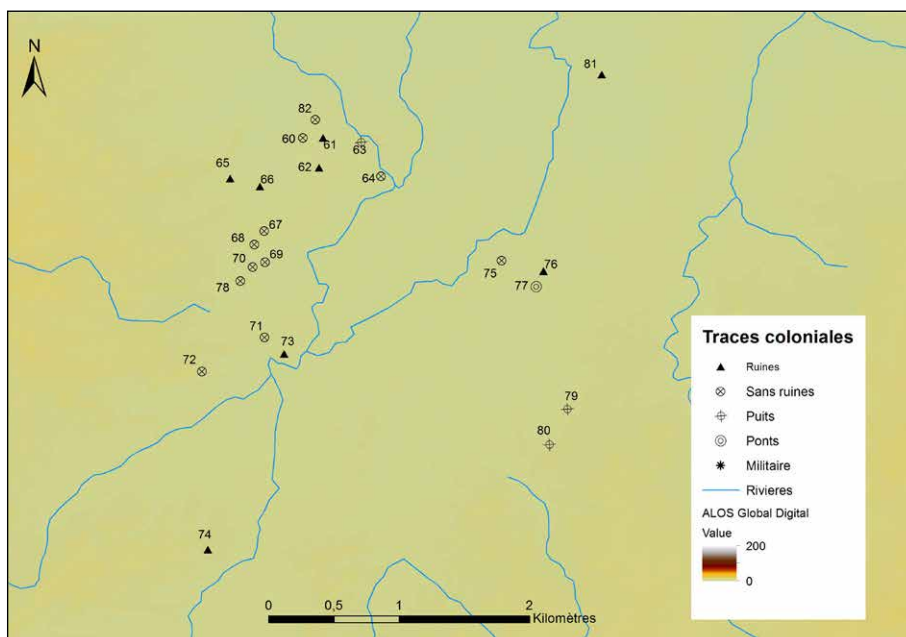 N
81
82
60
61
63
62
64
65
66
67
68
69
70
78
75
76
77
71
73
72
79
80
74
Traces coloniales
Ruines
Sans ruines
Puits
Ponts
Militaire
Rivieres
ALOS Global Digital
Value
200
0
0 0,5 1 2
Kilomètres